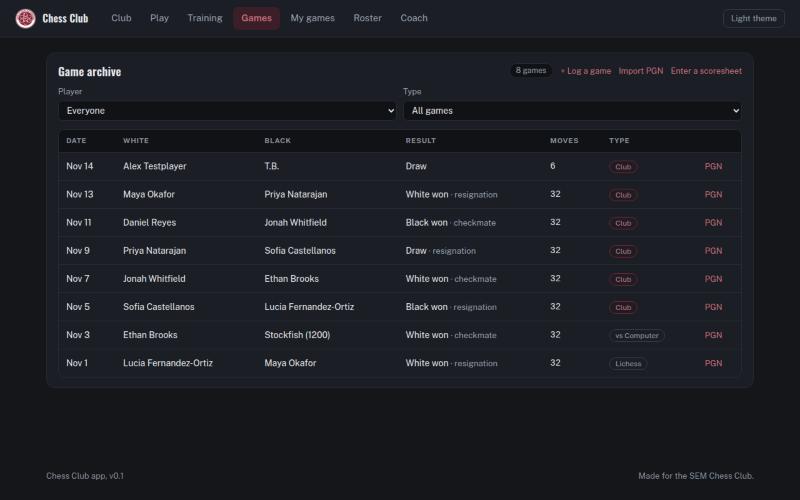 Chess Club Club Play Training Games My games Roster Coach Light theme
Game archive 8 games + Log a game Import PGN Enter a scoresheet
Player Type
Everyone All games
DATE WHITE BLACK RESULT MOVES TYPE
Nov 14 Alex Testplayer T.B. Draw 6 Club PGN
Nov 13 Maya Okafor Priya Natarajan White won · resignation 32 Club PGN
Nov 11 Daniel Reyes Jonah Whitfield Black won · checkmate 32 Club PGN
Nov 9 Priya Natarajan Sofia Castellanos Draw · resignation 32 Club PGN
Nov 7 Jonah Whitfield Ethan Brooks White won · checkmate 32 Club PGN
Nov 5 Sofia Castellanos Lucia Fernandez-Ortiz Black won · resignation 32 Club PGN
Nov 3 Ethan Brooks Stockfish (1200) White won · checkmate 32 vs Computer PGN
Nov 1 Lucia Fernandez-Ortiz Maya Okafor White won · resignation 32 Lichess PGN
Chess Club app, v0.1 Made for the SEM Chess Club.